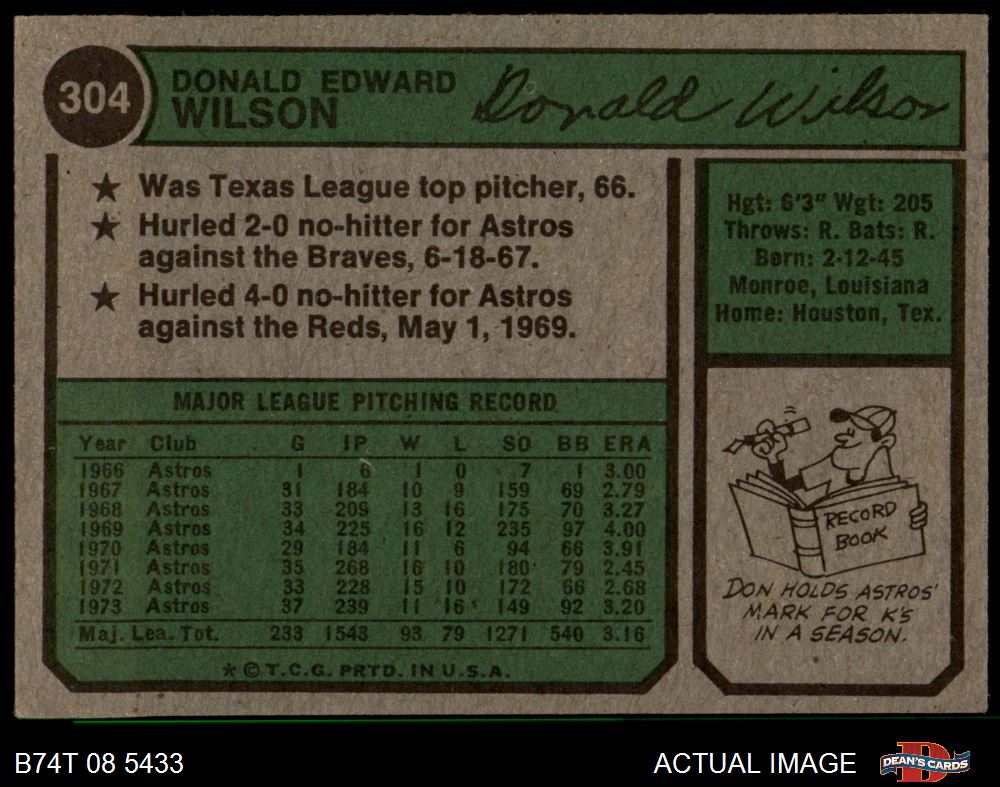 304
DONALD EDWARD
WILSON
Donald Wilson
★ Was Texas League top pitcher, 66.
★ Hurled 2-0 no-hitter for Astros
against the Braves, 6-18-67.
★ Hurled 4-0 no-hitter for Astros
against the Reds, May 1, 1969.
Hgt: 6'3" Wgt: 205
Throws: R. Bats: R.
Born: 2-12-45
Monroe, Louisiana
Home: Houston, Tex.
MAJOR LEAGUE PITCHING RECORD
Year Club G IP W L SO BB ERA
1966 Astros 1 6 1 0 7 1 3.00
1967 Astros 31 184 10 9 159 69 2.79
1968 Astros 33 209 13 16 175 70 3.27
1969 Astros 34 225 16 12 235 97 4.00
1970 Astros 29 184 11 6 94 66 3.91
1971 Astros 35 268 16 10 180 79 2.45
1972 Astros 33 228 15 10 172 66 2.68
1973 Astros 37 239 11 16 149 92 3.20
Maj. Lea. Tot. 233 1543 93 79 1271 540 3.16
* © T.C.G. PRTD. IN U.S.A.
RECORD
BOOK
DON HOLDS ASTROS'
MARK FOR K'S
IN A SEASON.
B74T 08 5433
ACTUAL IMAGE
DEAN'S CARDS